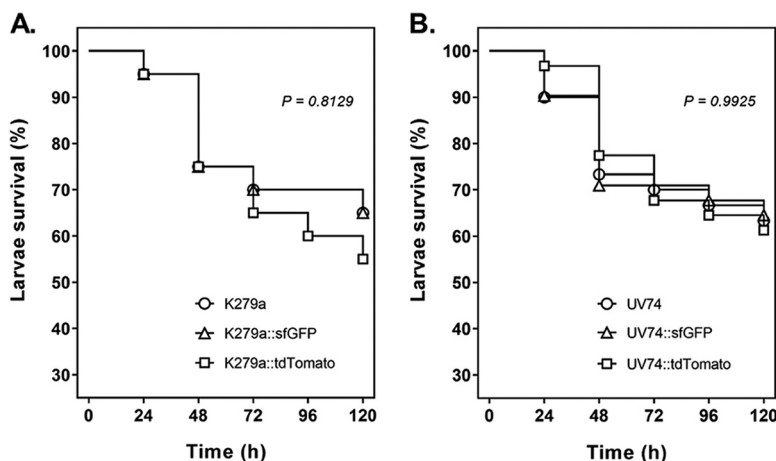 A.
Larvae survival (%)
100
90
80
70
60
50
40
30
P = 0.8129
K279a
K279a::sfGFP
K279a::tdTomato
0 24 48 72 96 120
Time (h)
B.
Larvae survival (%)
100
90
80
70
60
50
40
30
P = 0.9925
UV74
UV74::sfGFP
UV74::tdTomato
0 24 48 72 96 120
Time (h)